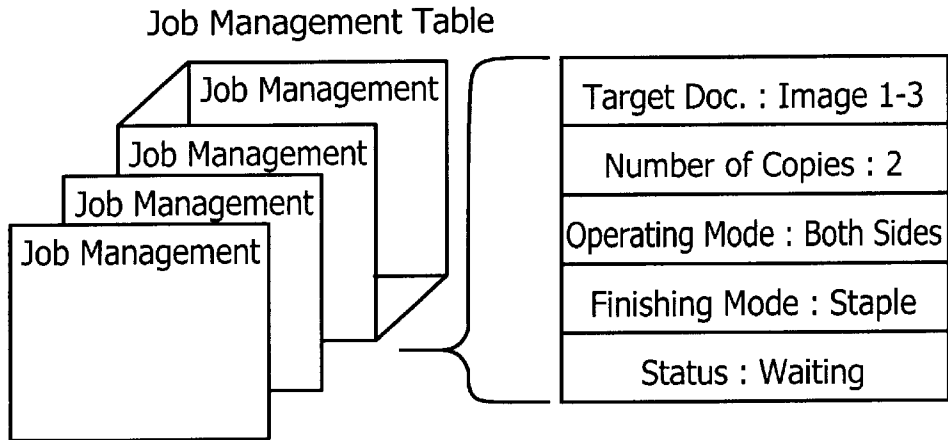 Job Management Table
Job Management
Job Management
Job Management
Job Management
Target Doc. : Image 1-3
Number of Copies : 2
Operating Mode : Both Sides
Finishing Mode : Staple
Status : Waiting